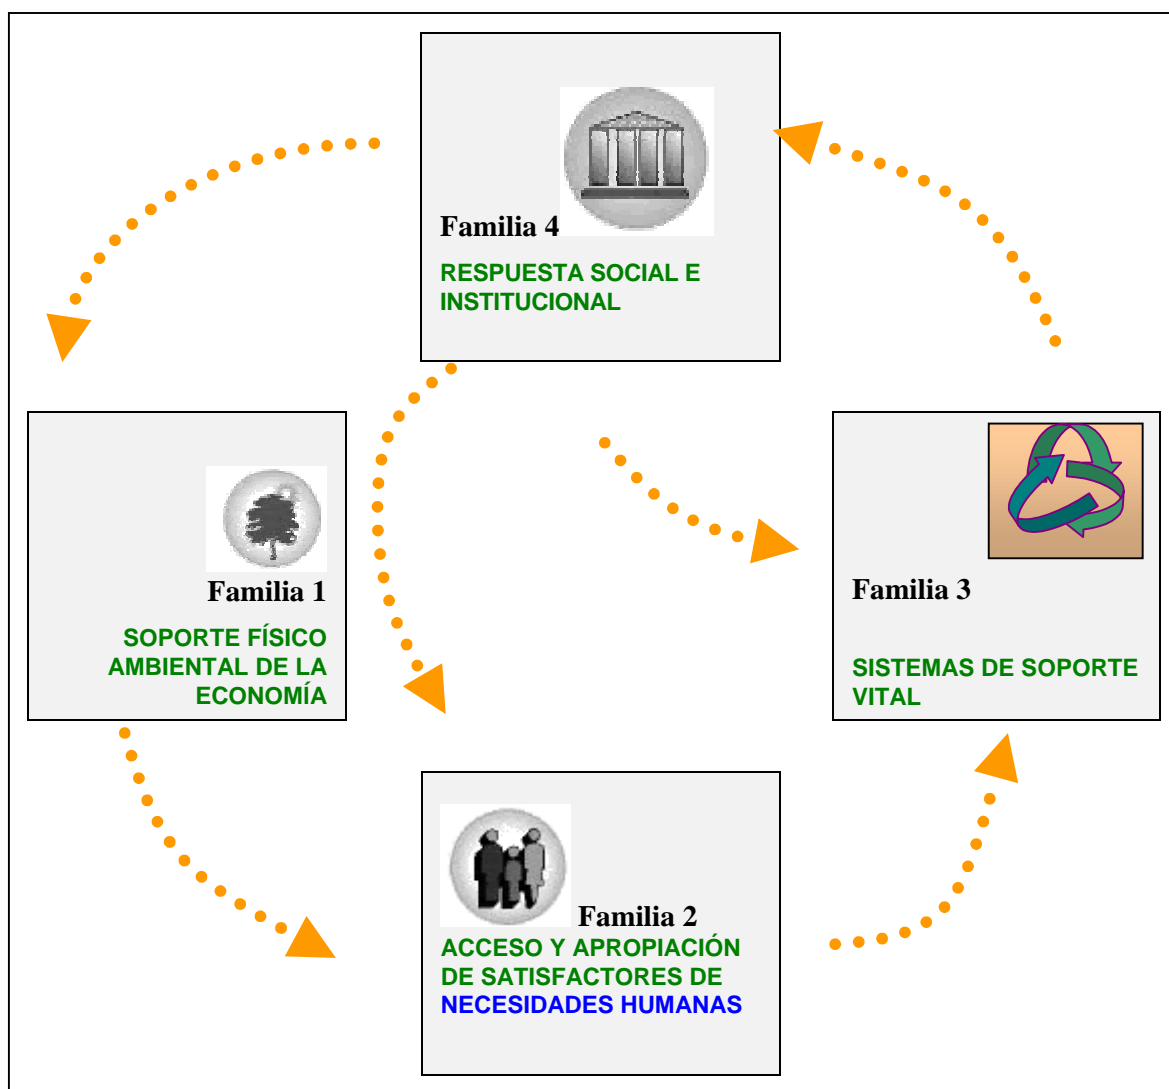 Familia 4
RESPUESTA SOCIAL E
INSTITUCIONAL
Familia 1
SOPORTE FÍSICO
AMBIENTAL DE LA
ECONOMÍA
Familia 3
SISTEMAS DE SOPORTE
VITAL
Familia 2
ACCESO Y APROPIACIÓN
DE SATISFACTORES DE
NECESIDADES HUMANAS